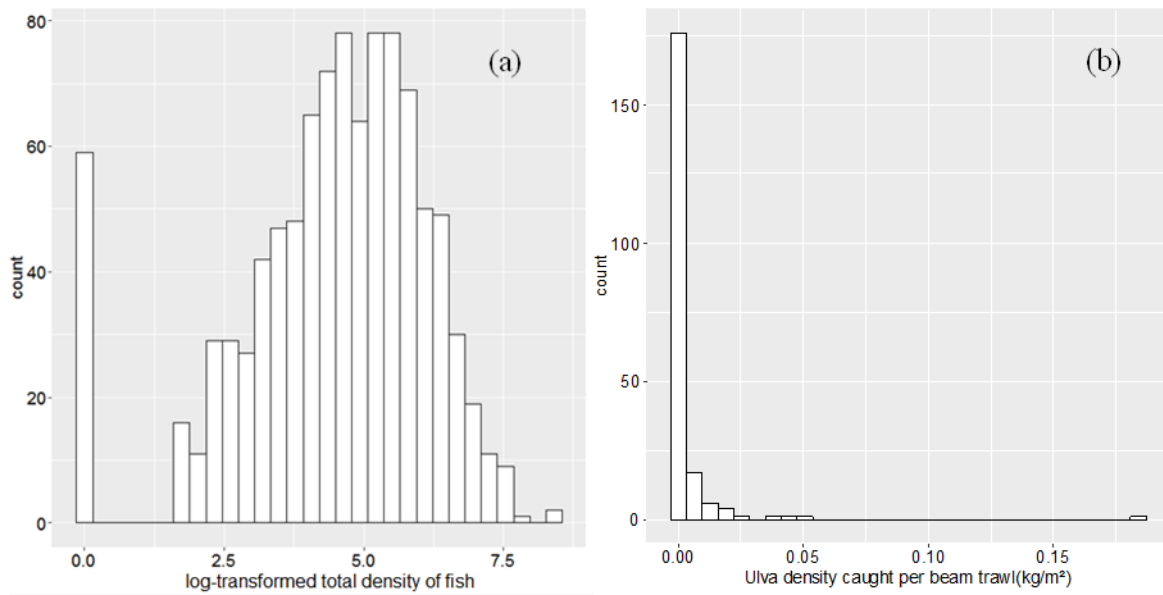 (a)
80
60
40
20
0
count
0.0 2.5 5.0 7.5
log-transformed total density of fish
(b)
150
100
50
0
count
0.00 0.05 0.10 0.15
Ulva density caught per beam trawl(kg/m²)